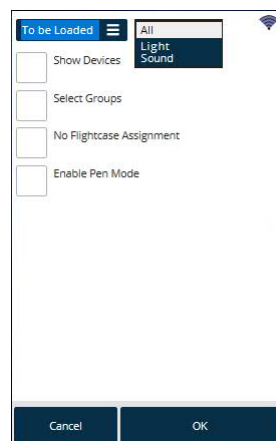 To be Loaded
All
Light
Sound
Show Devices
Select Groups
No Flightcase Assignment
Enable Pen Mode
Cancel
OK